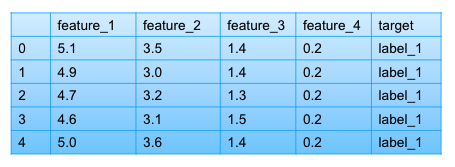 feature_1 feature_2 feature_3 feature_4 target
0 5.1 3.5 1.4 0.2 label_1
1 4.9 3.0 1.4 0.2 label_1
2 4.7 3.2 1.3 0.2 label_1
3 4.6 3.1 1.5 0.2 label_1
4 5.0 3.6 1.4 0.2 label_1